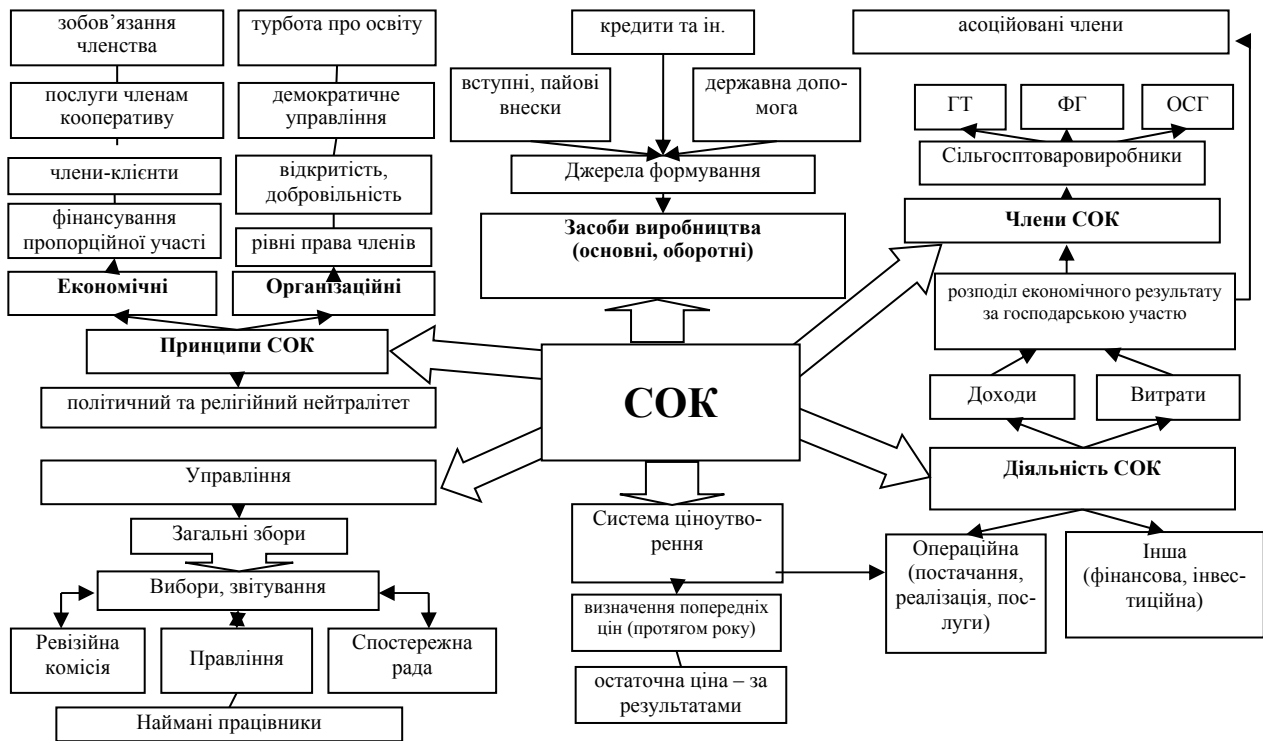 зобов’язання
членства
турбота про освіту
кредити та ін.
асоційовані члени
послуги членам
кооперативу
демократичне
управління
вступні, пайові
внески
державна допо-
мога
ГТ
ФГ
ОСГ
члени-клієнти
відкритість,
добровільність
Джерела формування
Сільгосптоваровиробники
фінансування
пропорційної участі
рівні права членів
Засоби виробництва
(основні, оборотні)
Члени СОК
Економічні
Організаційні
розподіл економічного результату
за господарською участю
Принципи СОК
політичний та релігійний нейтралітет
СОК
Доходи
Витрати
Управління
Діяльність СОК
Загальні збори
Система ціноутво-
рення
Операційна
(постачання,
реалізація, пос-
луги)
Інша
(фінансова, інвес-
тиційна)
Вибори, звітування
визначення попередніх
цін (протягом року)
Ревізійна
комісія
Правління
Спостережна
рада
остаточна ціна – за
результатами
Наймані працівники